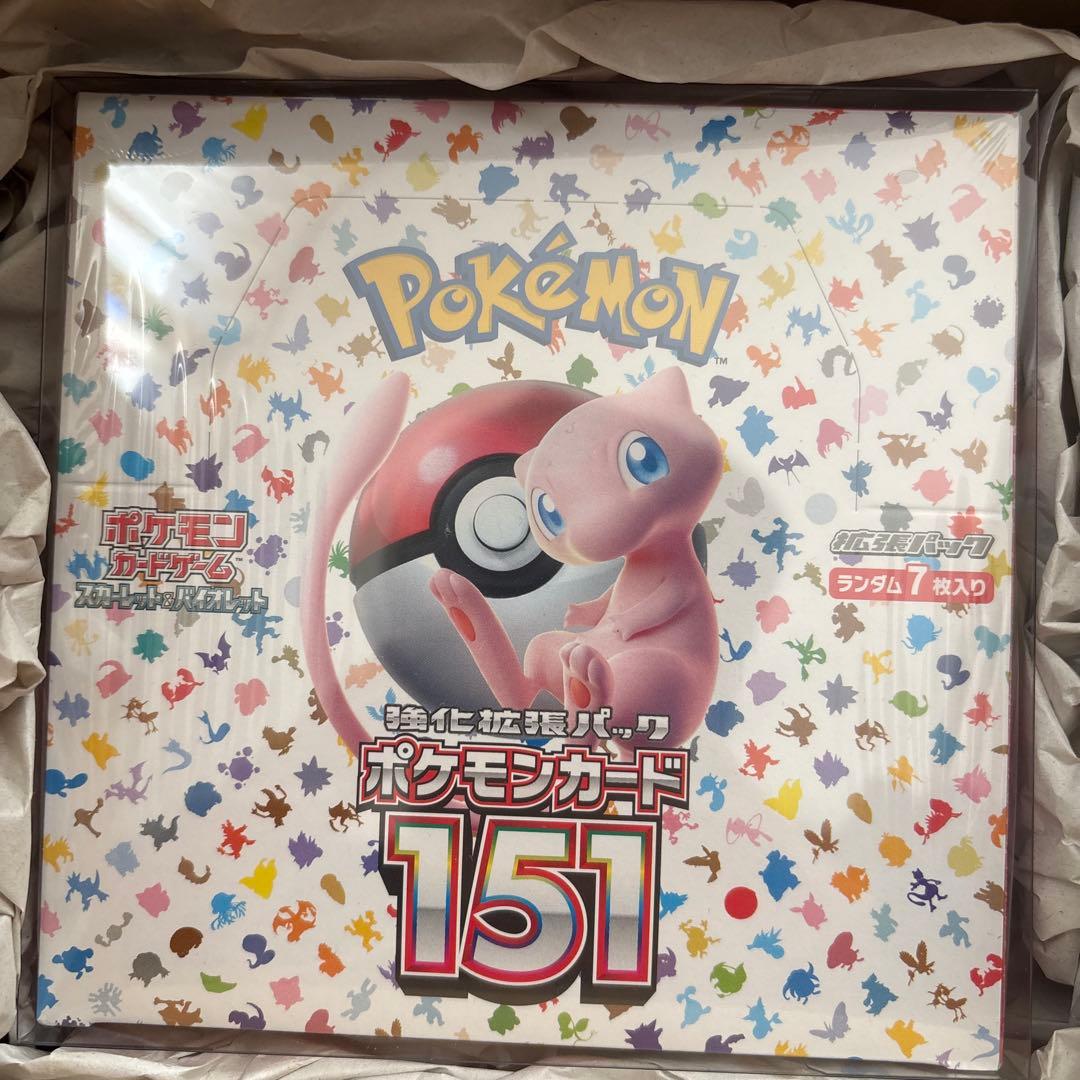 POKéMON
TM
ポケモン
カードゲーム
スカーレット&バイオレット
拡張パック
ランダム7枚入り
強化拡張パック
ポケモンカード
151